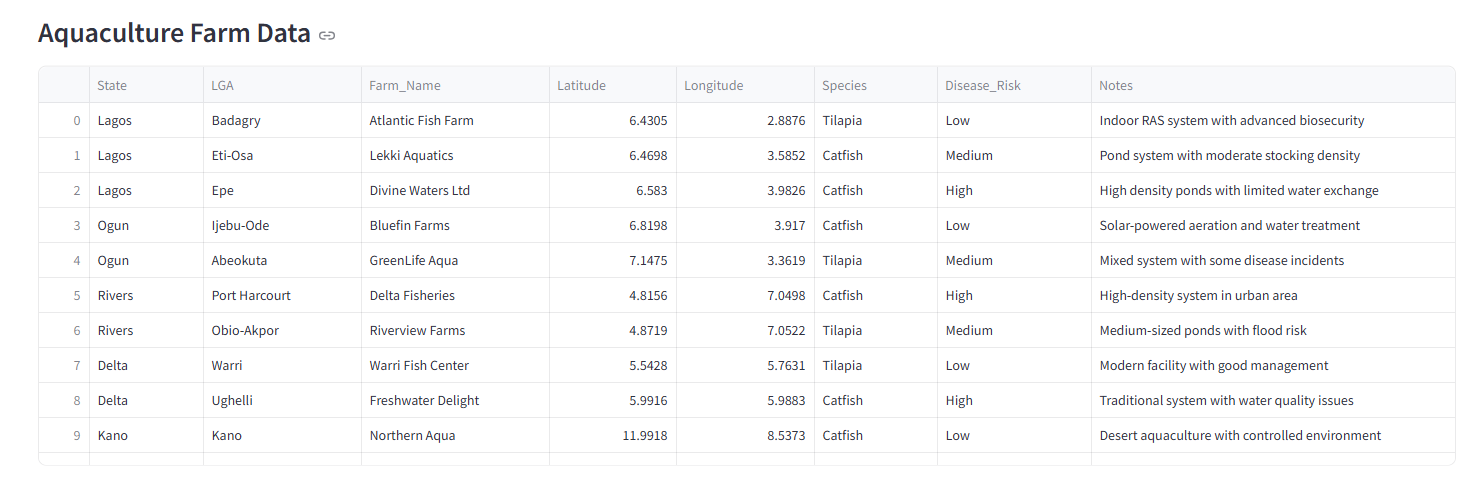 Aquaculture Farm Data
State LGA Farm_Name Latitude Longitude Species Disease_Risk Notes
0 Lagos Badagry Atlantic Fish Farm 6.4305 2.8876 Tilapia Low Indoor RAS system with advanced biosecurity
1 Lagos Eti-Osa Lekki Aquatics 6.4698 3.5852 Catfish Medium Pond system with moderate stocking density
2 Lagos Epe Divine Waters Ltd 6.583 3.9826 Catfish High High density ponds with limited water exchange
3 Ogun Ijebu-Ode Bluefin Farms 6.8198 3.917 Catfish Low Solar-powered aeration and water treatment
4 Ogun Abeokuta GreenLife Aqua 7.1475 3.3619 Tilapia Medium Mixed system with some disease incidents
5 Rivers Port Harcourt Delta Fisheries 4.8156 7.0498 Catfish High High-density system in urban area
6 Rivers Obio-Akpor Riverview Farms 4.8719 7.0522 Tilapia Medium Medium-sized ponds with flood risk
7 Delta Warri Warri Fish Center 5.5428 5.7631 Tilapia Low Modern facility with good management
8 Delta Ughelli Freshwater Delight 5.9916 5.9883 Catfish High Traditional system with water quality issues
9 Kano Kano Northern Aqua 11.9918 8.5373 Catfish Low Desert aquaculture with controlled environment